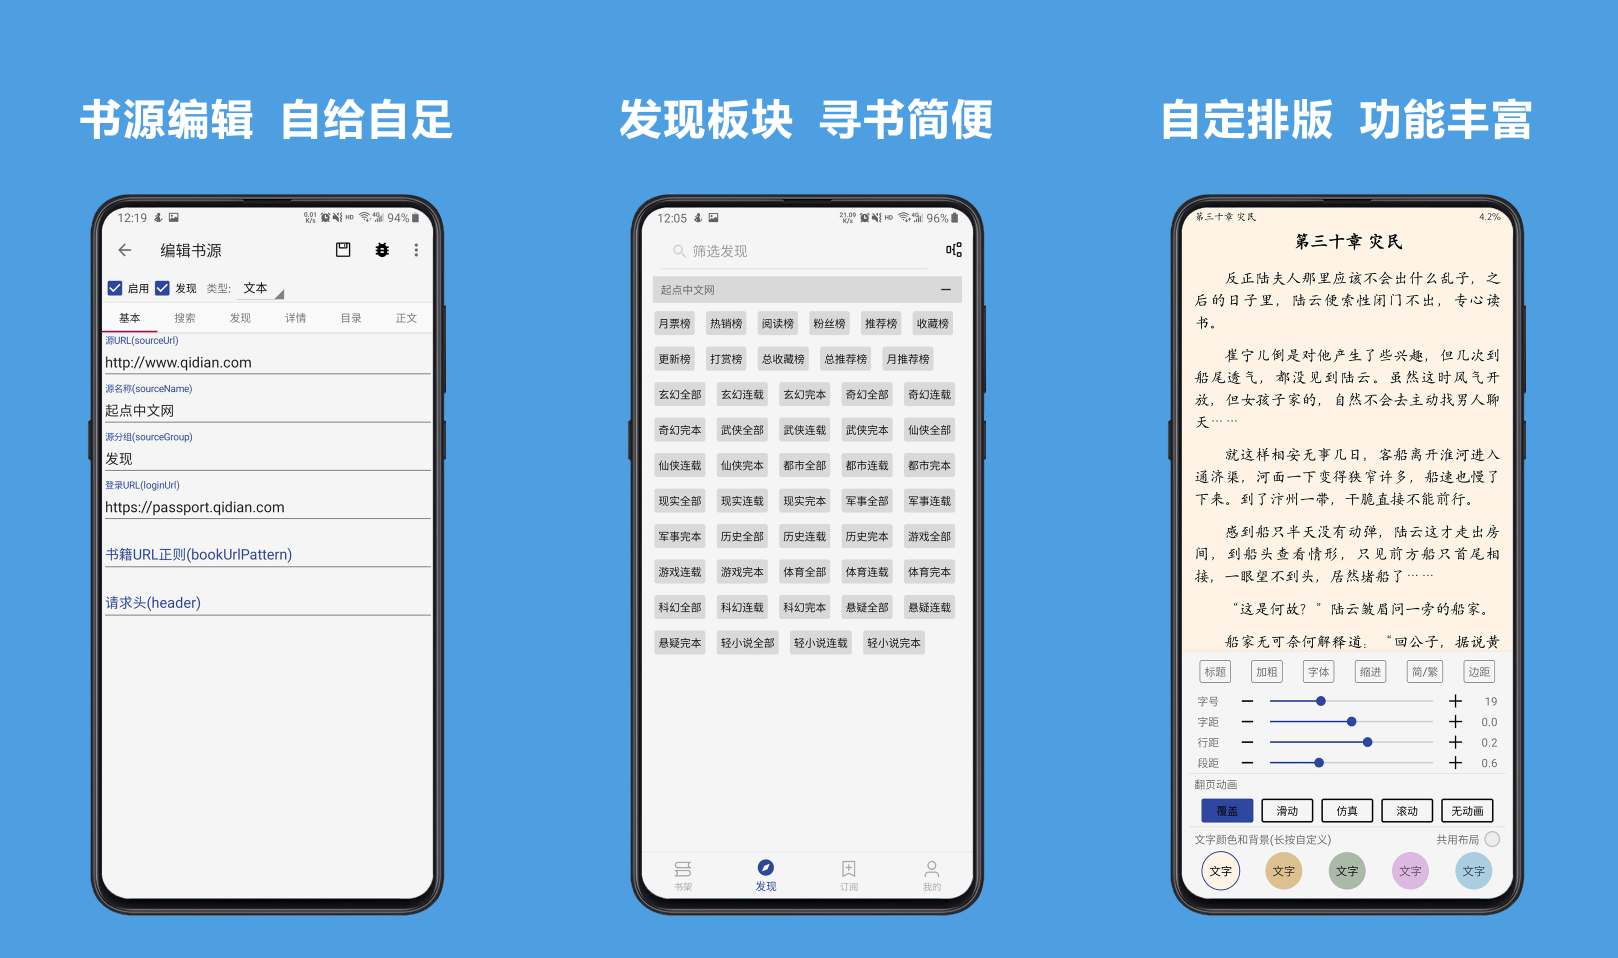 书源编辑 自给自足
12:19
0.01
K/s
HD
4G
94%
编辑书源
启用 发现 类型: 文本
基本 搜索 发现 详情 目录 正文
源URL(sourceUrl)
http://www.qidian.com
源名称(sourceName)
起点中文网
源分组(sourceGroup)
发现
登录URL(loginUrl)
https://passport.qidian.com
书籍URL正则(bookUrlPattern)
请求头(header)
发现板块 寻书简便
12:05
21.09
K/s
HD
4G
96%
筛选发现
起点中文网
月票榜 热销榜 阅读榜 粉丝榜 推荐榜 收藏榜
更新榜 打赏榜 总收藏榜 总推荐榜 月推荐榜
玄幻全部 玄幻连载 玄幻完本 奇幻全部 奇幻连载
奇幻完本 武侠全部 武侠连载 武侠完本 仙侠全部
仙侠连载 仙侠完本 都市全部 都市连载 都市完本
现实全部 现实连载 现实完本 军事全部 军事连载
军事完本 历史全部 历史连载 历史完本 游戏全部
游戏连载 游戏完本 体育全部 体育连载 体育完本
科幻全部 科幻连载 科幻完本 悬疑全部 悬疑连载
悬疑完本 轻小说全部 轻小说连载 轻小说完本
书架 发现 订阅 我的
自定排版 功能丰富
第三十章 灾民 4.2%
第三十章 灾民
反正陆夫人那里应该不会出什么乱子，之
后的日子里，陆云便索性闭门不出，专心读
书。
崔宁儿倒是对他产生了些兴趣，但几次到
船尾透气，都没见到陆云。虽然这时风气开
放，但女孩子家的，自然不会去主动找男人聊
天……
就这样相安无事几日，客船离开淮河进入
通济渠，河面一下变得狭窄许多，船速也慢了
下来。到了汴州一带，干脆直接不能前行。
感到船只半天没有动弹，陆云这才走出房
间，到船头查看情形，只见前方船只首尾相
接，一眼望不到头，居然堵船了……
“这是何故？”陆云皱眉问一旁的船家。
船家无可奈何解释道：“回公子，据说黄
标题 加粗 字体 缩进 简/繁 边距
字号 19
字距 0.0
行距 0.2
段距 0.6
翻页动画
覆盖 滑动 仿真 滚动 无动画
文字颜色和背景(长按自定义) 共用布局
文字 文字 文字 文字 文字